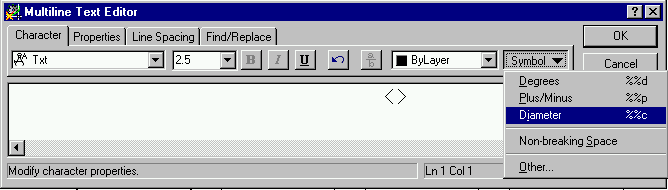 Multiline Text Editor
Character Properties Line Spacing Find/Replace
OK
Txt 2.5 B I U a/b ByLayer Symbol
Cancel
Degrees %%d
Plus/Minus %%p
Diameter %%c
Non-breaking Space
Other...
Modify character properties. Ln 1 Col 1